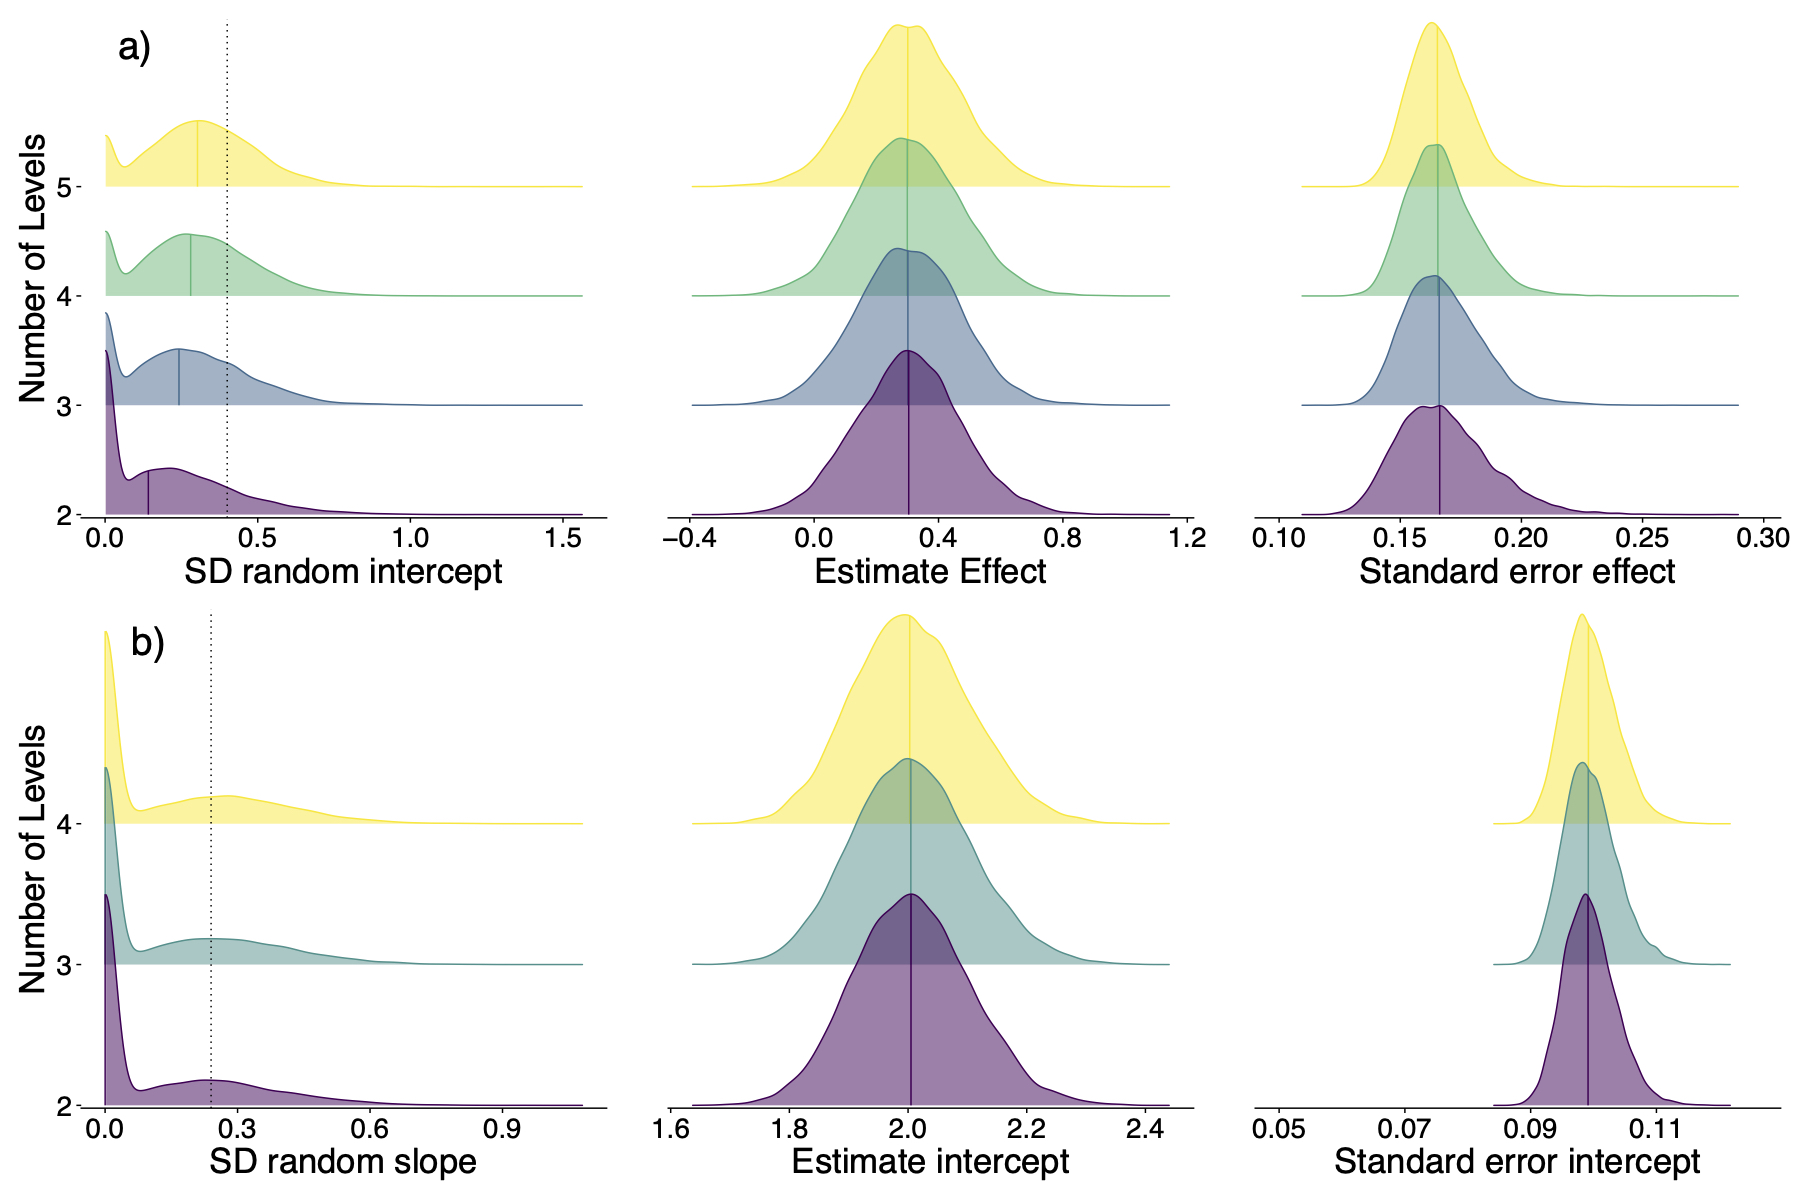 a)
Number of Levels
5
4
3
2
0.0 0.5 1.0 1.5
SD random intercept
−0.4 0.0 0.4 0.8 1.2
Estimate Effect
0.10 0.15 0.20 0.25 0.30
Standard error effect
b)
Number of Levels
4
3
2
0.0 0.3 0.6 0.9
SD random slope
1.6 1.8 2.0 2.2 2.4
Estimate intercept
0.05 0.07 0.09 0.11
Standard error intercept